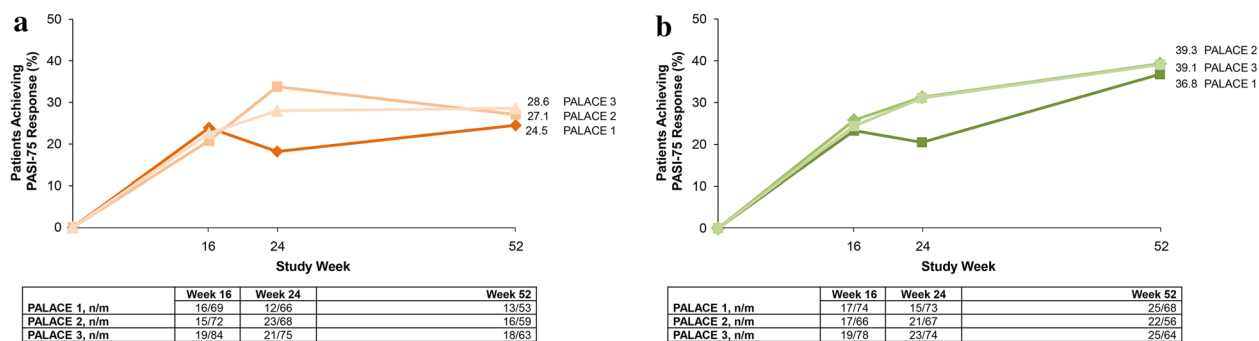 a
Patients Achieving
PASI-75 Response (%)
50
40
30
20
10
0
16
24
52
Study Week
28.6 PALACE 3
27.1 PALACE 2
24.5 PALACE 1
Week 16 Week 24 Week 52
PALACE 1, n/m 16/69 12/66 13/53
PALACE 2, n/m 15/72 23/68 16/59
PALACE 3, n/m 19/84 21/75 18/63
b
Patients Achieving
PASI-75 Response (%)
50
40
30
20
10
0
16
24
52
Study Week
39.3 PALACE 2
39.1 PALACE 3
36.8 PALACE 1
Week 16 Week 24 Week 52
PALACE 1, n/m 17/74 15/73 25/68
PALACE 2, n/m 17/66 21/67 22/56
PALACE 3, n/m 19/78 23/74 25/64